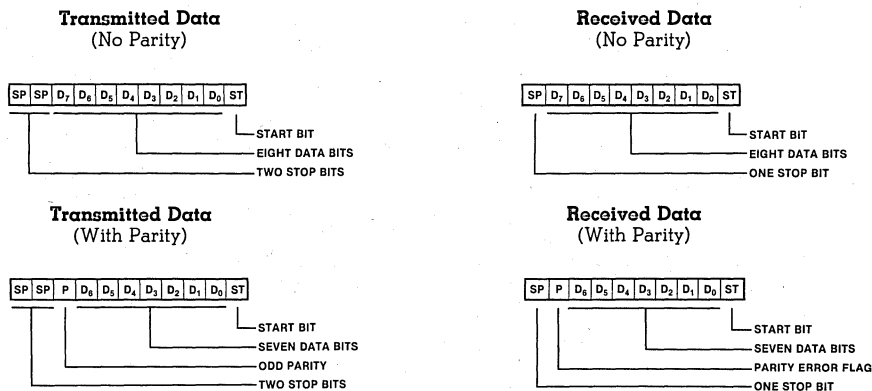 Transmitted Data
(No Parity)
SP SP D₇ D₆ D₅ D₄ D₃ D₂ D₁ D₀ ST
START BIT
EIGHT DATA BITS
TWO STOP BITS
Received Data
(No Parity)
SP D₇ D₆ D₅ D₄ D₃ D₂ D₁ D₀ ST
START BIT
EIGHT DATA BITS
ONE STOP BIT
Transmitted Data
(With Parity)
SP SP P D₆ D₅ D₄ D₃ D₂ D₁ D₀ ST
START BIT
SEVEN DATA BITS
ODD PARITY
TWO STOP BITS
Received Data
(With Parity)
SP P D₆ D₅ D₄ D₃ D₂ D₁ D₀ ST
START BIT
SEVEN DATA BITS
PARITY ERROR FLAG
ONE STOP BIT